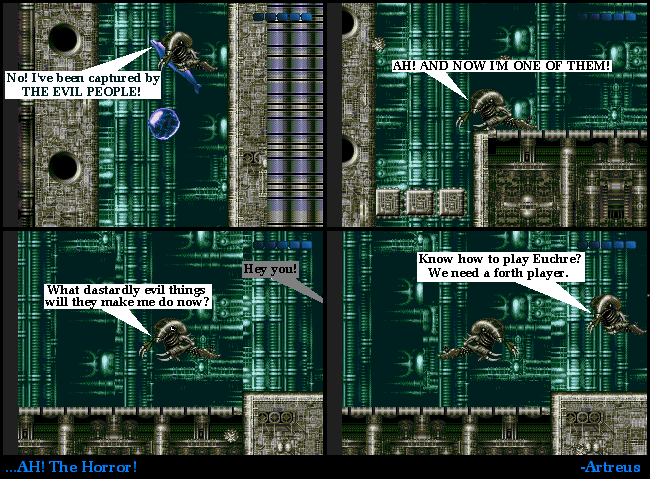 No! I've been captured by
THE EVIL PEOPLE!
AH! AND NOW I'M ONE OF THEM!
What dastardly evil things
will they make me do now?
Hey you!
Know how to play Euchre?
We need a forth player.
...AH! The Horror!
-Artreus